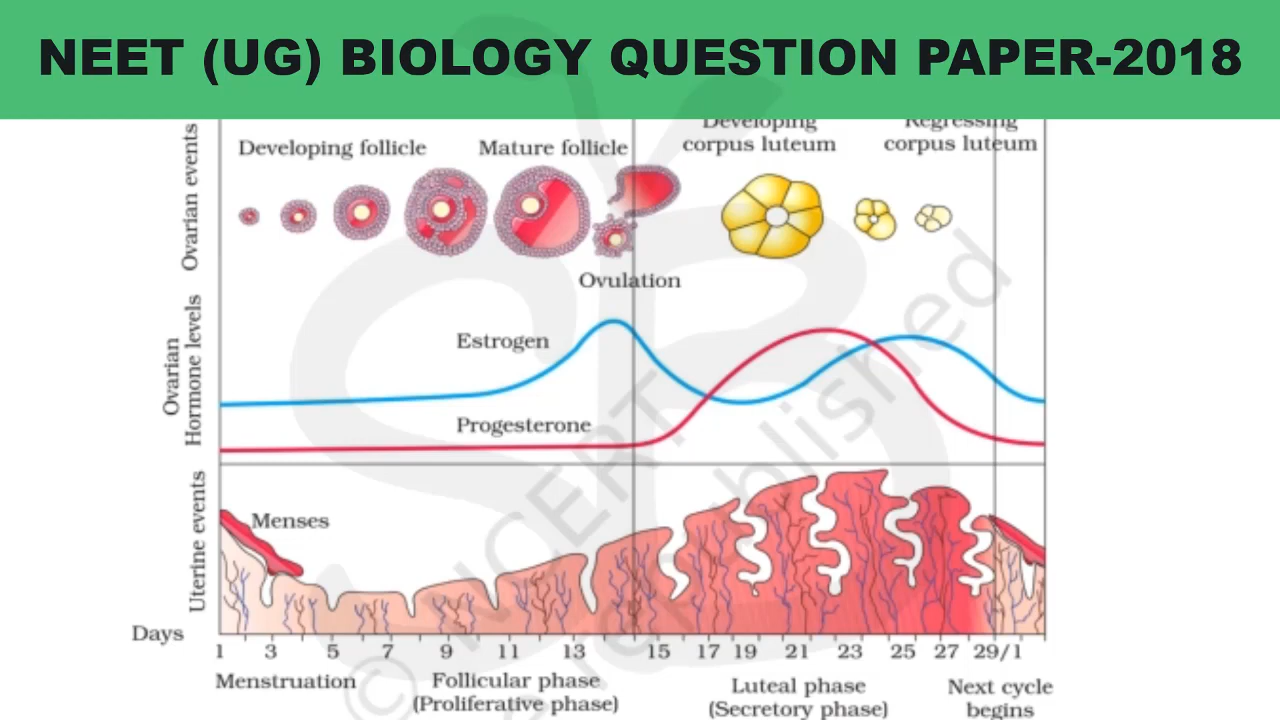 NEET (UG) BIOLOGY QUESTION PAPER-2018
Ovarian events
Developing follicle
Mature follicle
Developing
corpus luteum
Regressing
corpus luteum
Ovulation
Ovarian
Hormone levels
Estrogen
Progesterone
Uterine events
Menses
Days
1 3 5 7 9 11 13 15 17 19 21 23 25 27 29/1
Menstruation
Follicular phase
(Proliferative phase)
Luteal phase
(Secretory phase)
Next cycle
begins
© NCERT
published